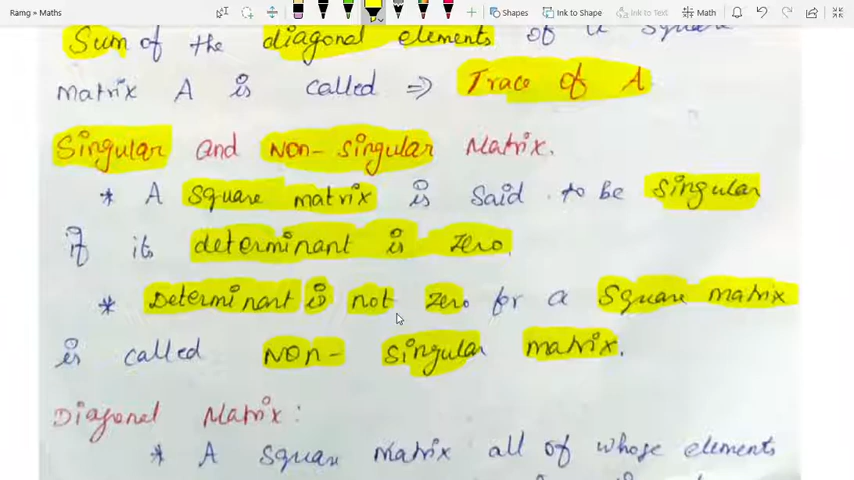 Ramg » Maths
Shapes
Ink to Shape
Ink to Text
Math
Sum of the diagonal elements of a square
matrix A is called ⇒ Trace of A
Singular and Non-singular Matrix.
* A square matrix is said to be singular
if its determinant is zero.
* Determinant is not zero for a square matrix
is called Non-singular matrix.
Diagonal Matrix:
* A square matrix all of whose elements